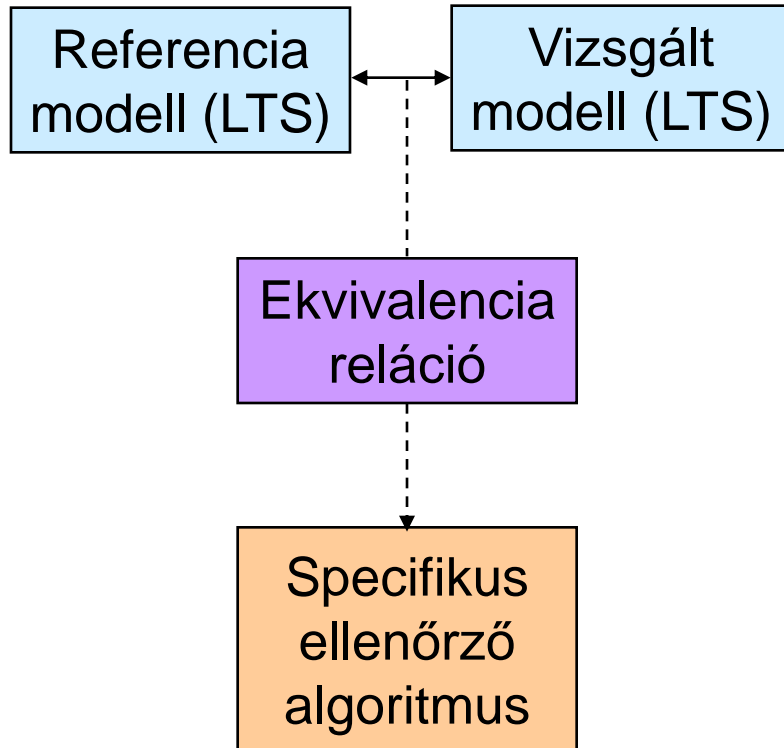 Referencia
modell (LTS)
Vizsgált
modell (LTS)
Ekvivalencia
reláció
Specifikus
ellenőrző
algoritmus